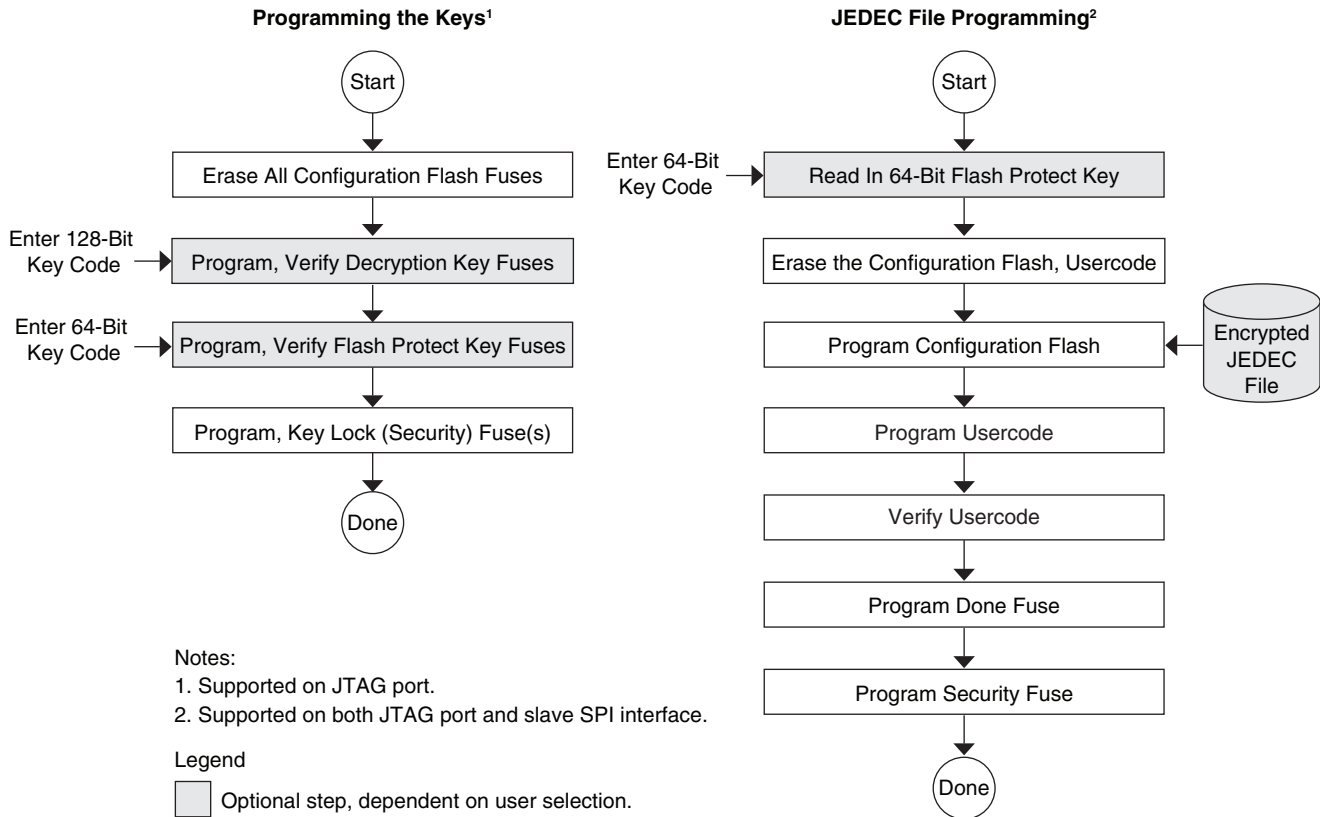 Programming the Keys¹
Start
Erase All Configuration Flash Fuses
Enter 128-Bit
Key Code
Program, Verify Decryption Key Fuses
Enter 64-Bit
Key Code
Program, Verify Flash Protect Key Fuses
Program, Key Lock (Security) Fuse(s)
Done
JEDEC File Programming²
Start
Enter 64-Bit
Key Code
Read In 64-Bit Flash Protect Key
Erase the Configuration Flash, Usercode
Program Configuration Flash
Encrypted
JEDEC
File
Program Usercode
Verify Usercode
Program Done Fuse
Program Security Fuse
Done
Notes:
1. Supported on JTAG port.
2. Supported on both JTAG port and slave SPI interface.
Legend
Optional step, dependent on user selection.